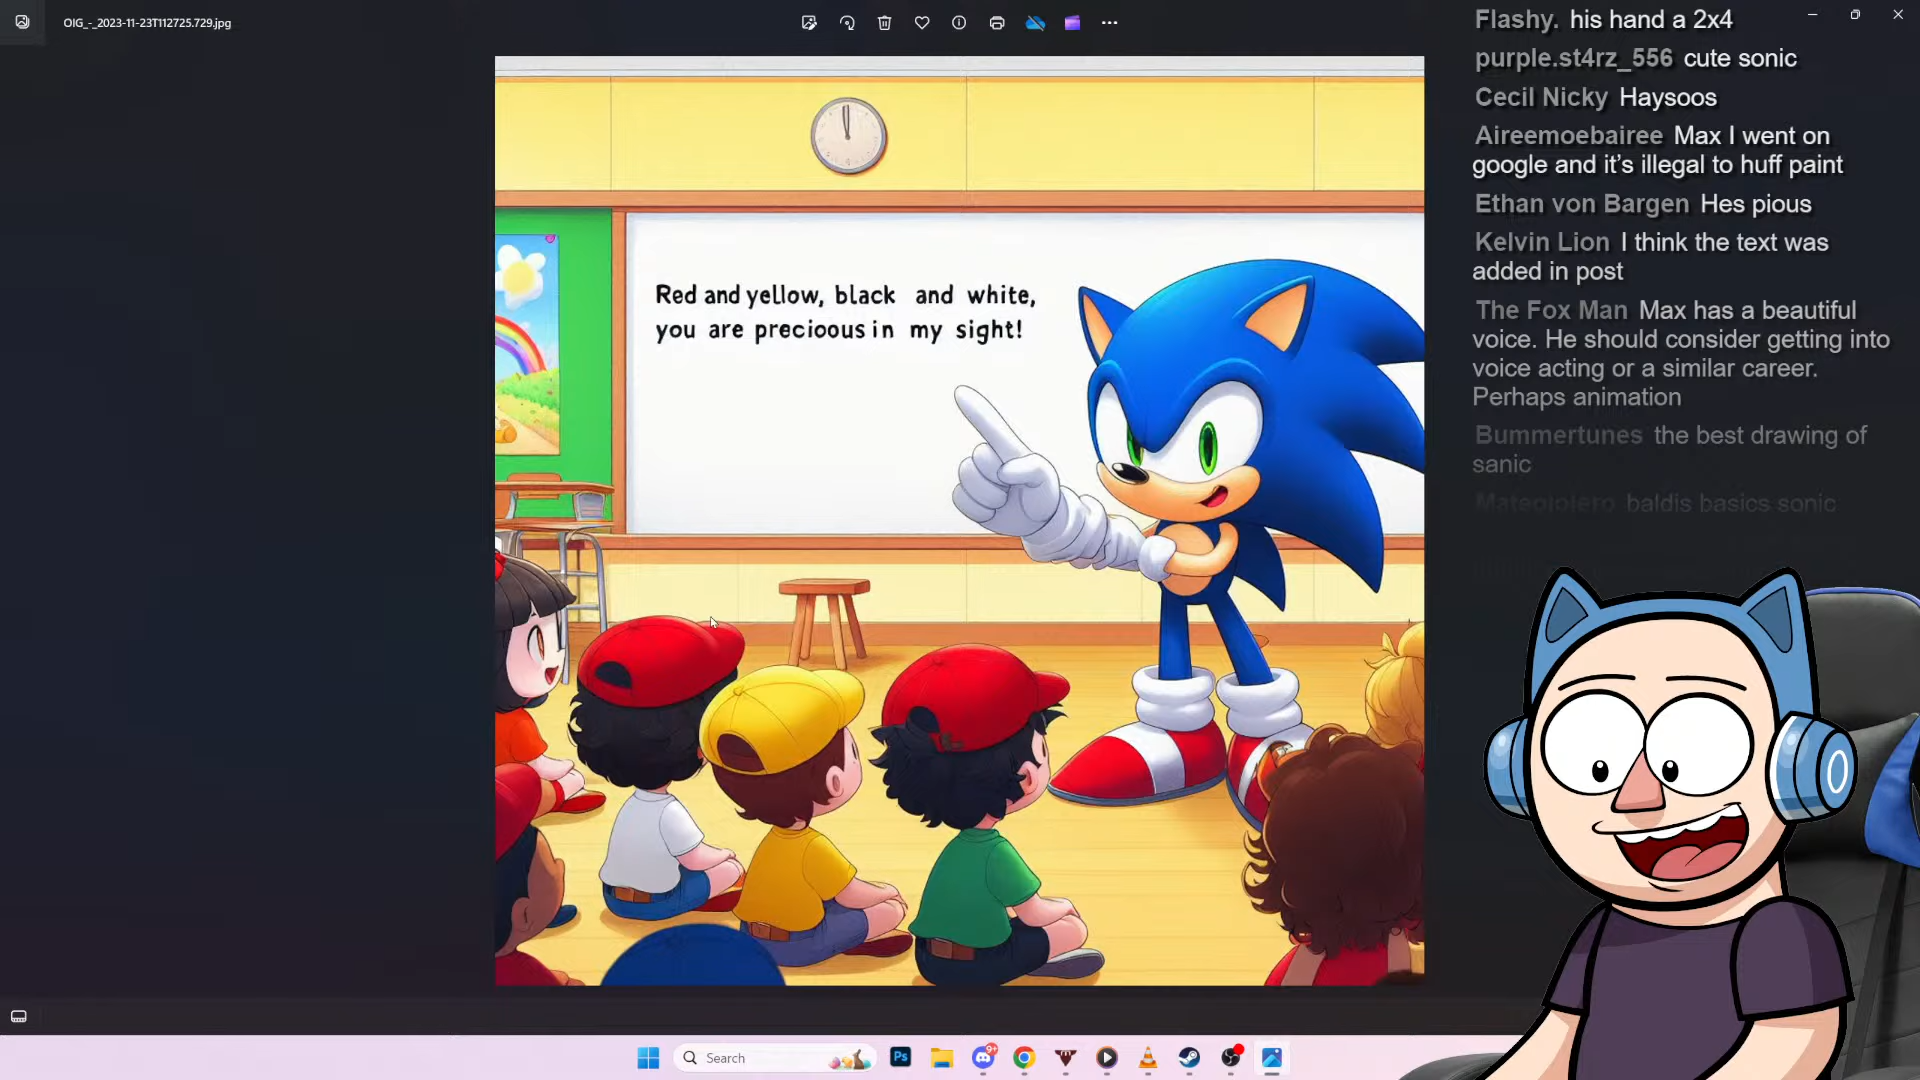 OIG_-_2023-11-23T112725.729.jpg
Red and yellow, black and white,
you are precioous in my sight!
Flashy. his hand a 2x4
purple.st4rz_556 cute sonic
Cecil Nicky Haysoos
Aireemoebairee Max I went on
google and it's illegal to huff paint
Ethan von Bargen Hes pious
Kelvin Lion I think the text was
added in post
The Fox Man Max has a beautiful
voice. He should consider getting into
voice acting or a similar career.
Perhaps animation
Bummertunes the best drawing of
sanic
baldis basics sonic
Search
Ps
9+